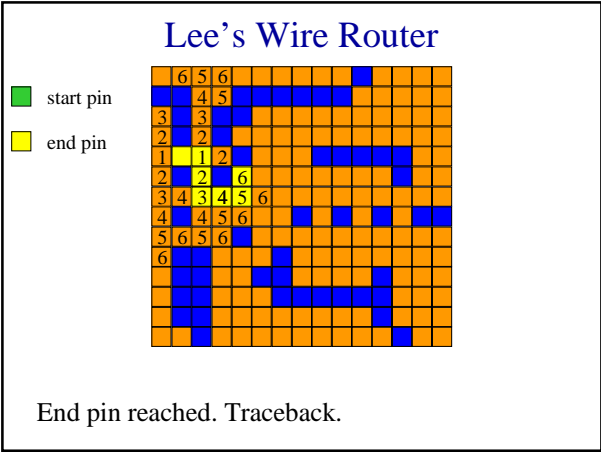 Lee's Wire Router
start pin
end pin
6 5 6
4 5
3 3
2 2
1 1 2
2 2 6
3 4 3 4 5 6
4 4 5 6
5 6 5 6
6
End pin reached. Traceback.